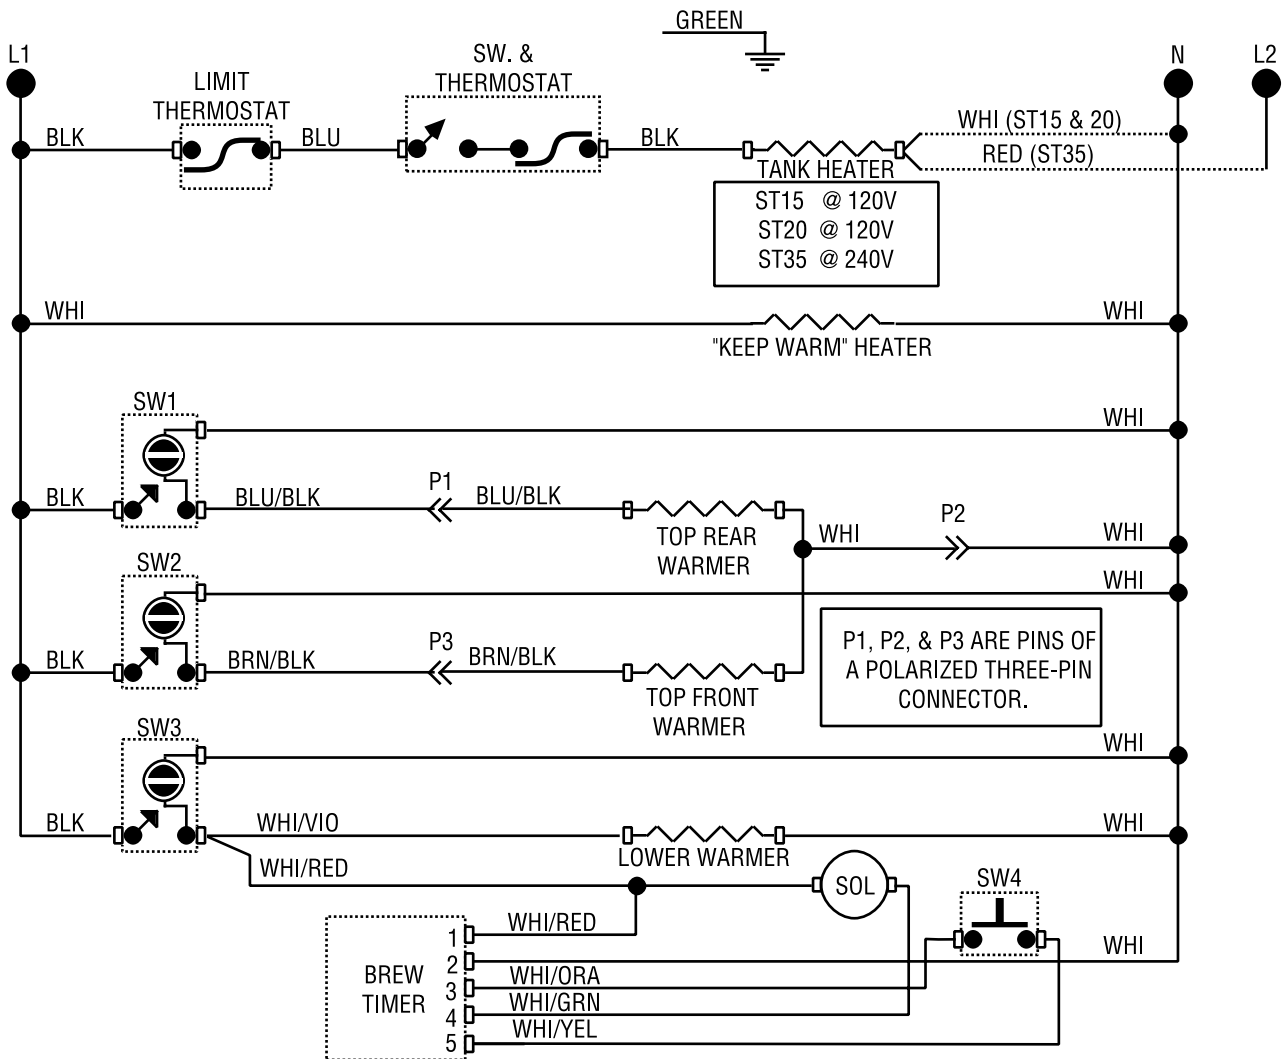 GREEN
L1
N
L2
LIMIT
THERMOSTAT
SW. &
THERMOSTAT
BLK
BLU
BLK
WHI (ST15 & 20)
RED (ST35)
TANK HEATER
ST15 @ 120V
ST20 @ 120V
ST35 @ 240V
WHI
WHI
"KEEP WARM" HEATER
SW1
WHI
BLK
BLU/BLK
P1
BLU/BLK
TOP REAR
WARMER
WHI
P2
WHI
SW2
WHI
BLK
BRN/BLK
P3
BRN/BLK
TOP FRONT
WARMER
P1, P2, & P3 ARE PINS OF
A POLARIZED THREE-PIN
CONNECTOR.
SW3
WHI
BLK
WHI/VIO
LOWER WARMER
WHI
WHI/RED
SOL
SW4
BREW
TIMER
1
WHI/RED
2
WHI
3
WHI/ORA
4
WHI/GRN
5
WHI/YEL